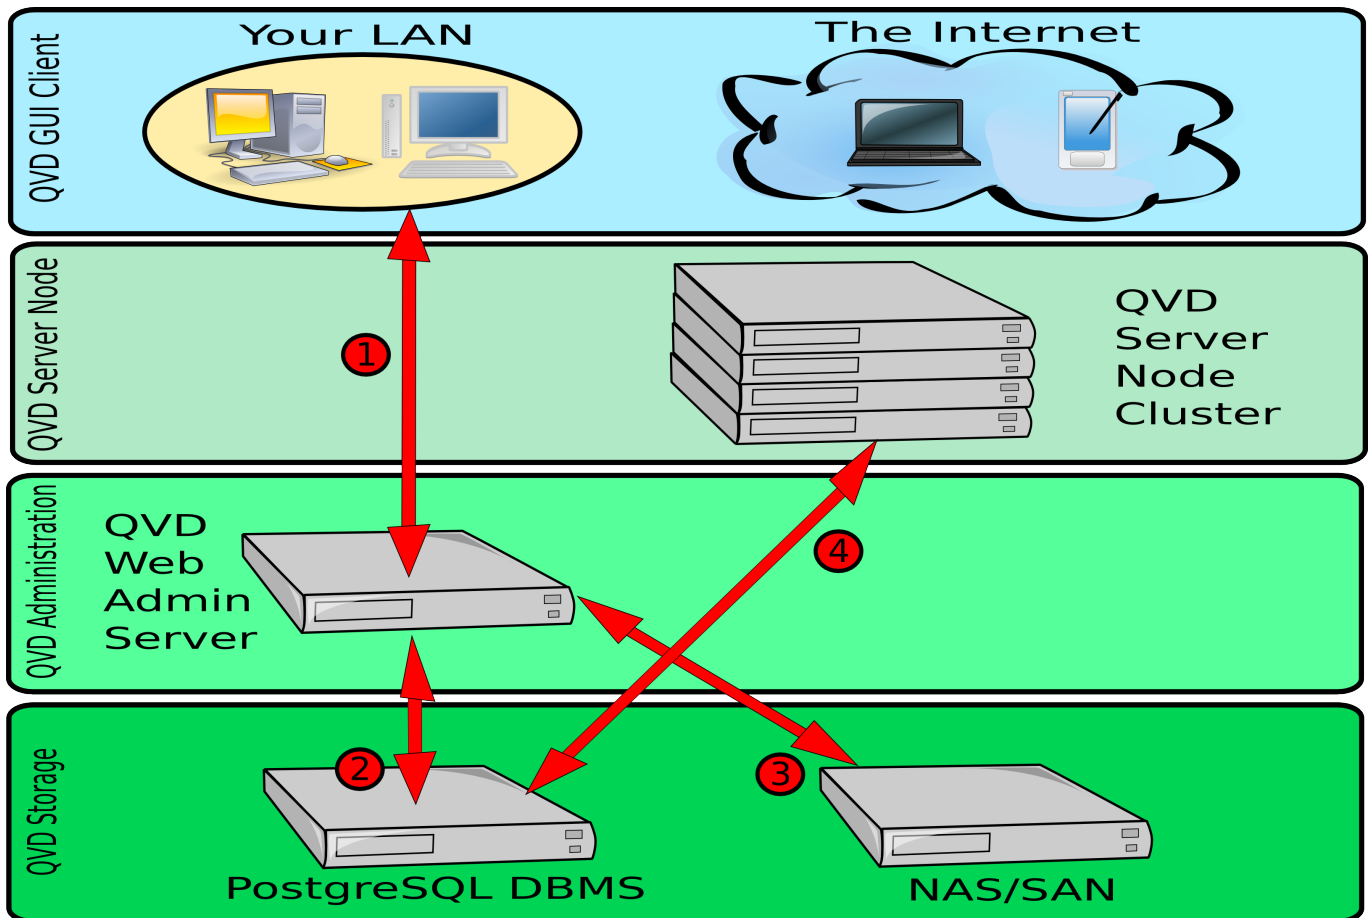 QVD GUI Client
Your LAN
The Internet
QVD Server Node
1
QVD
Server
Node
Cluster
QVD Administration
QVD
Web
Admin
Server
4
QVD Storage
2
3
PostgreSQL DBMS
NAS/SAN